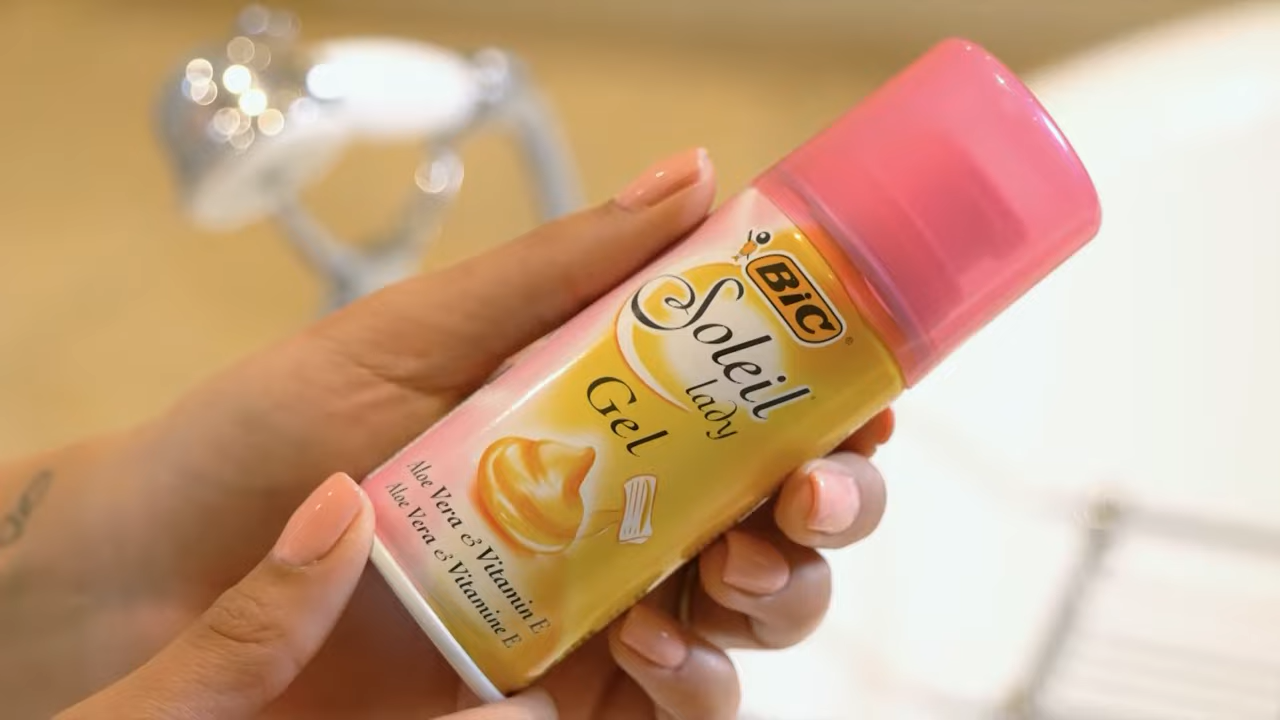 BiC
®
Soleil
lady
Gel
Aloe Vera & Vitamin E
Aloe Vera & Vitamine E